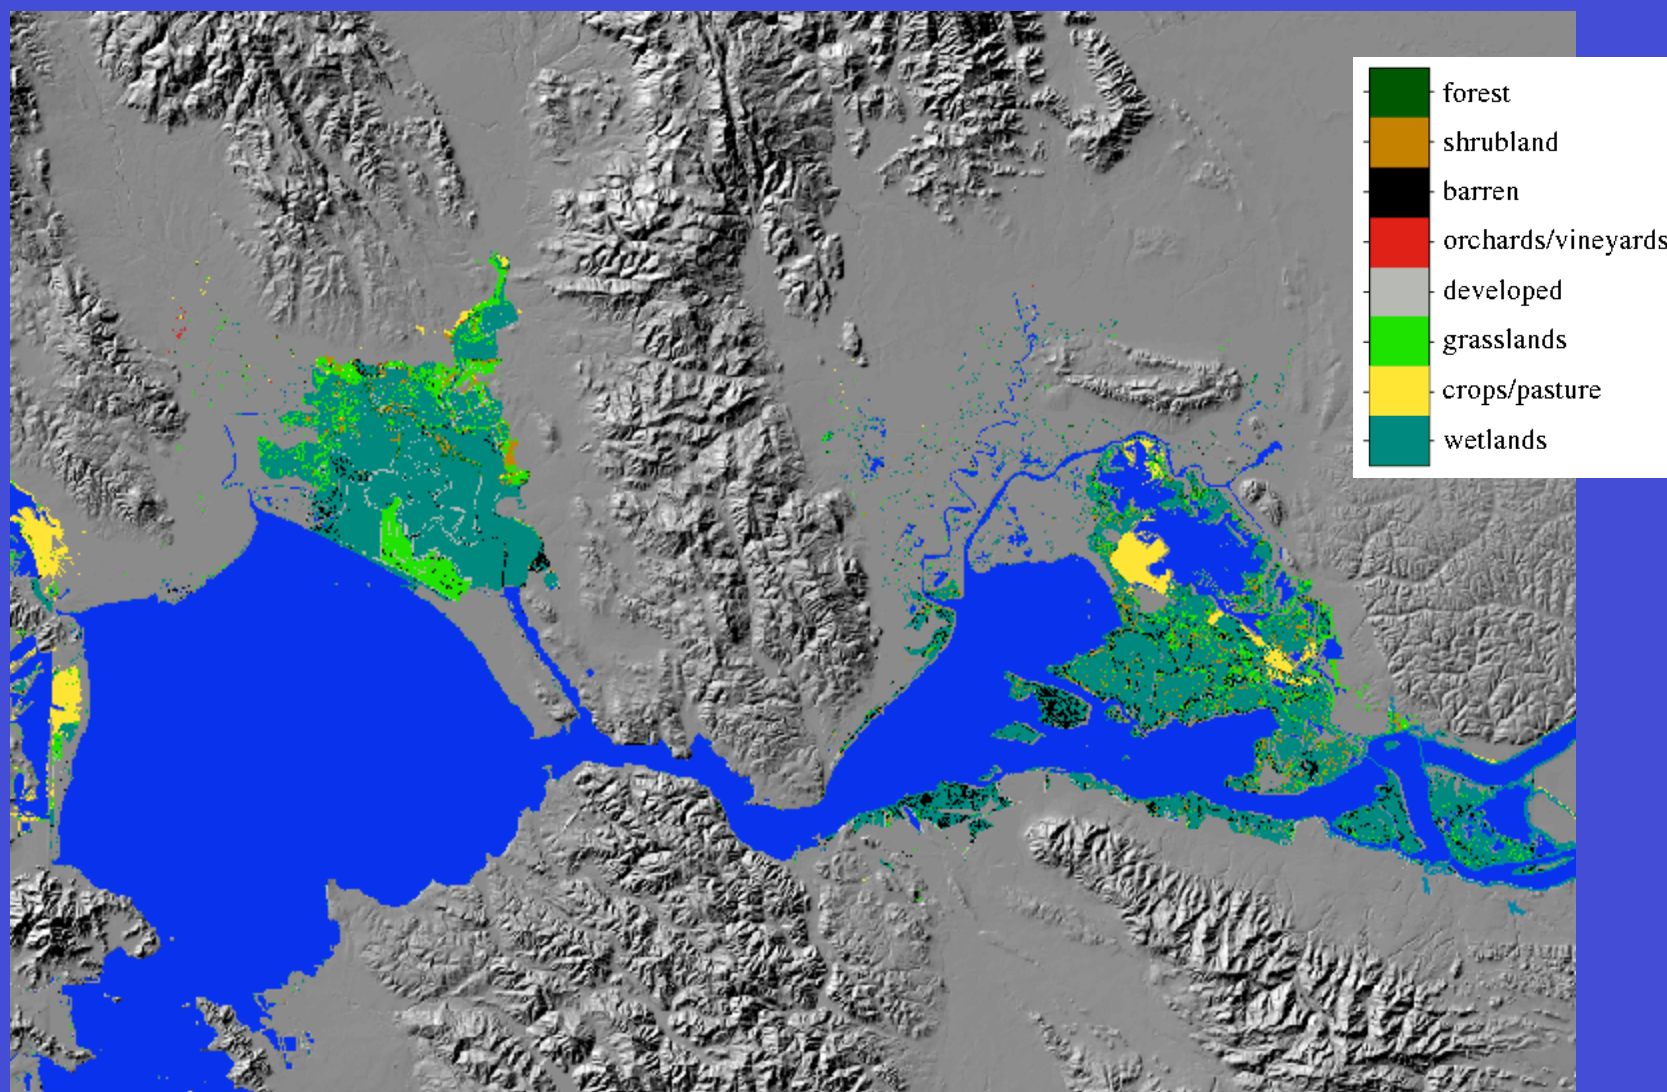 forest
shrubland
barren
orchards/vineyards
developed
grasslands
crops/pasture
wetlands